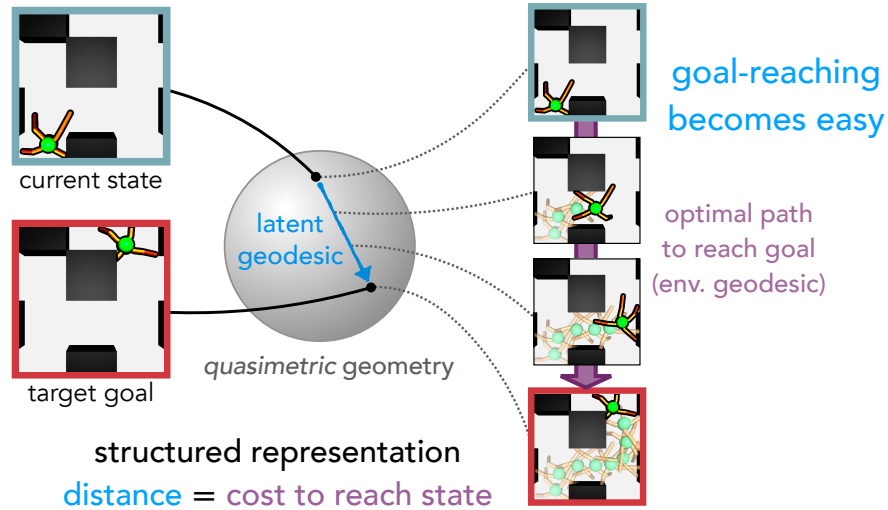 current state
target goal
latent
geodesic
quasimetric geometry
structured representation
distance = cost to reach state
goal-reaching
becomes easy
optimal path
to reach goal
(env. geodesic)